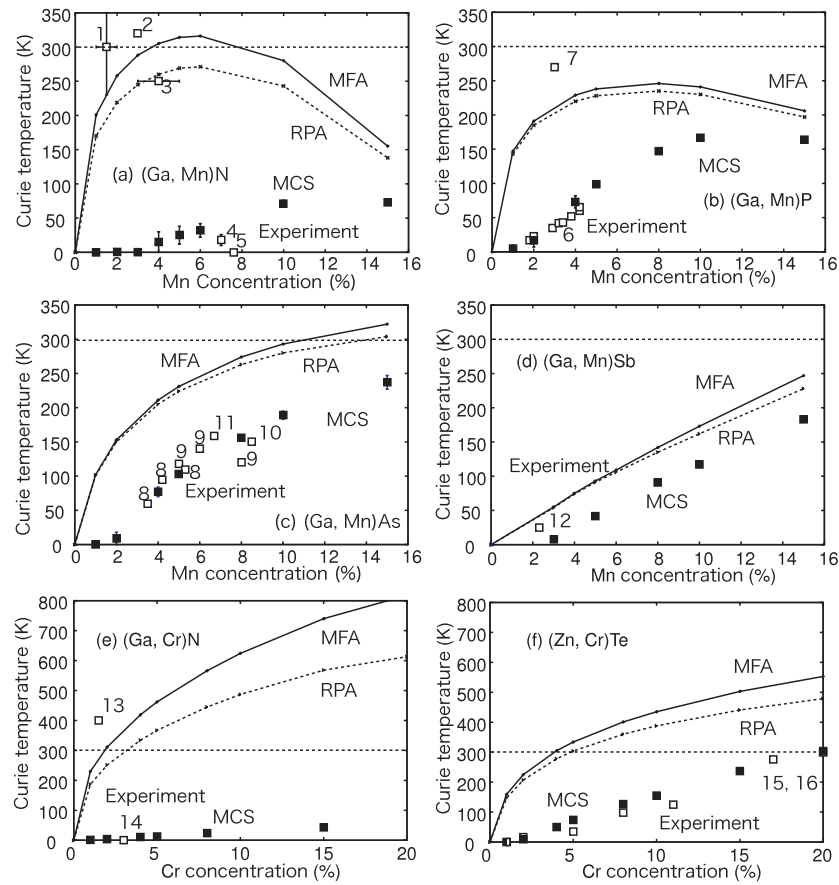 350
300
250
200
150
100
50
0
Curie temperature (K)
1
2
3
MFA
RPA
(a) (Ga, Mn)N
MCS
4
5
Experiment
0 2 4 6 8 10 12 14 16
Mn Concentration (%)
350
300
250
200
150
100
50
0
Curie temperature (K)
7
MFA
RPA
MCS
(b) (Ga, Mn)P
Experiment
6
0 2 4 6 8 10 12 14 16
Mn concentration (%)
350
300
250
200
150
100
50
0
Curie temperature (K)
MFA
RPA
11
10
MCS
9
9
9
8
8
8
Experiment
(c) (Ga, Mn)As
0 2 4 6 8 10 12 14 16
Mn concentration (%)
350
300
250
200
150
100
50
0
Curie temperature (K)
(d) (Ga, Mn)Sb
MFA
RPA
Experiment
MCS
12
0 2 4 6 8 10 12 14 16
Mn concentration (%)
800
700
600
500
400
300
200
100
0
Curie temperature (K)
(e) (Ga, Cr)N
MFA
RPA
13
Experiment
MCS
14
0 5 10 15 20
Cr concentration (%)
800
700
600
500
400
300
200
100
0
Curie temperature (K)
(f) (Zn, Cr)Te
MFA
RPA
15, 16
MCS
Experiment
0 5 10 15 20
Cr concentration (%)